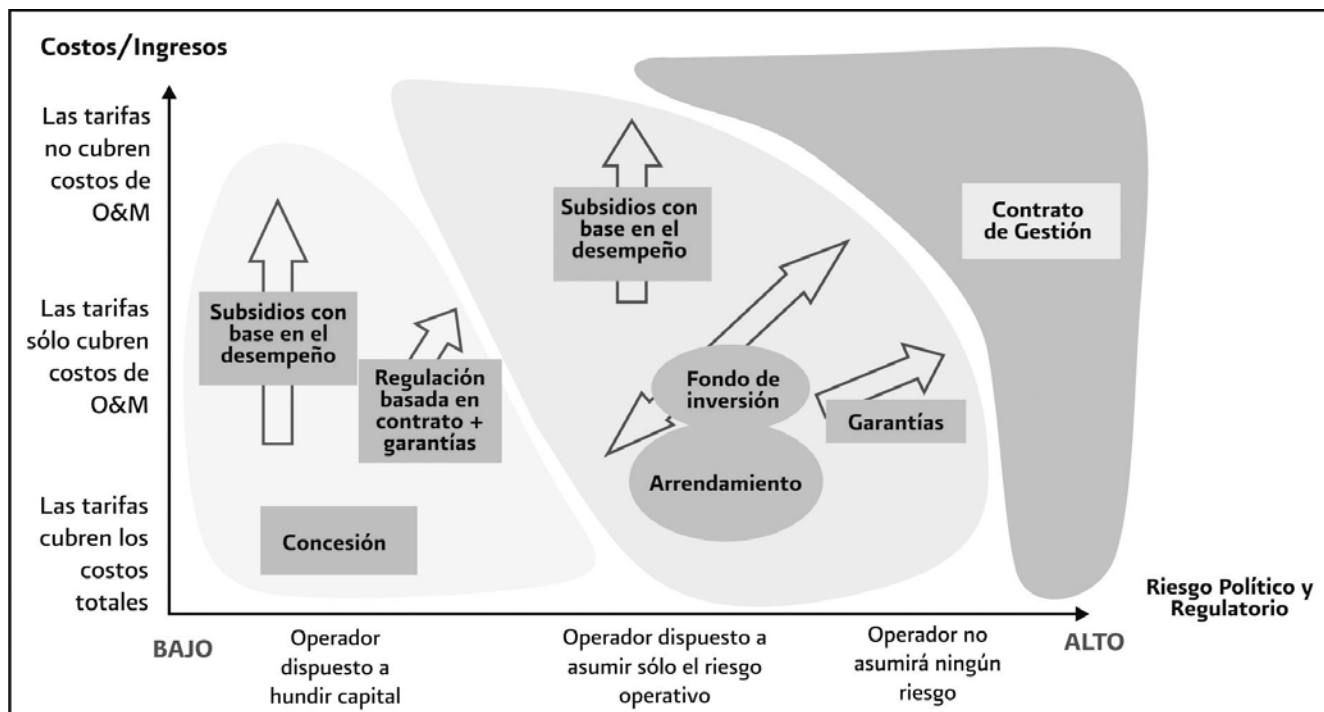 Costos/Ingresos
Las tarifas
no cubren
costos de
O&M
Las tarifas
sólo cubren
costos de
O&M
Las tarifas
cubren los
costos
totales
Subsidios con
base en el
desempeño
Regulación
basada en
contrato +
garantías
Concesión
Subsidios con
base en el
desempeño
Fondo de
inversión
Arrendamiento
Garantías
Contrato
de Gestión
Riesgo Político y
Regulatorio
BAJO
Operador
dispuesto a
hundir capital
Operador dispuesto a
asumir sólo el riesgo
operativo
Operador no
asumirá ningún
riesgo
ALTO